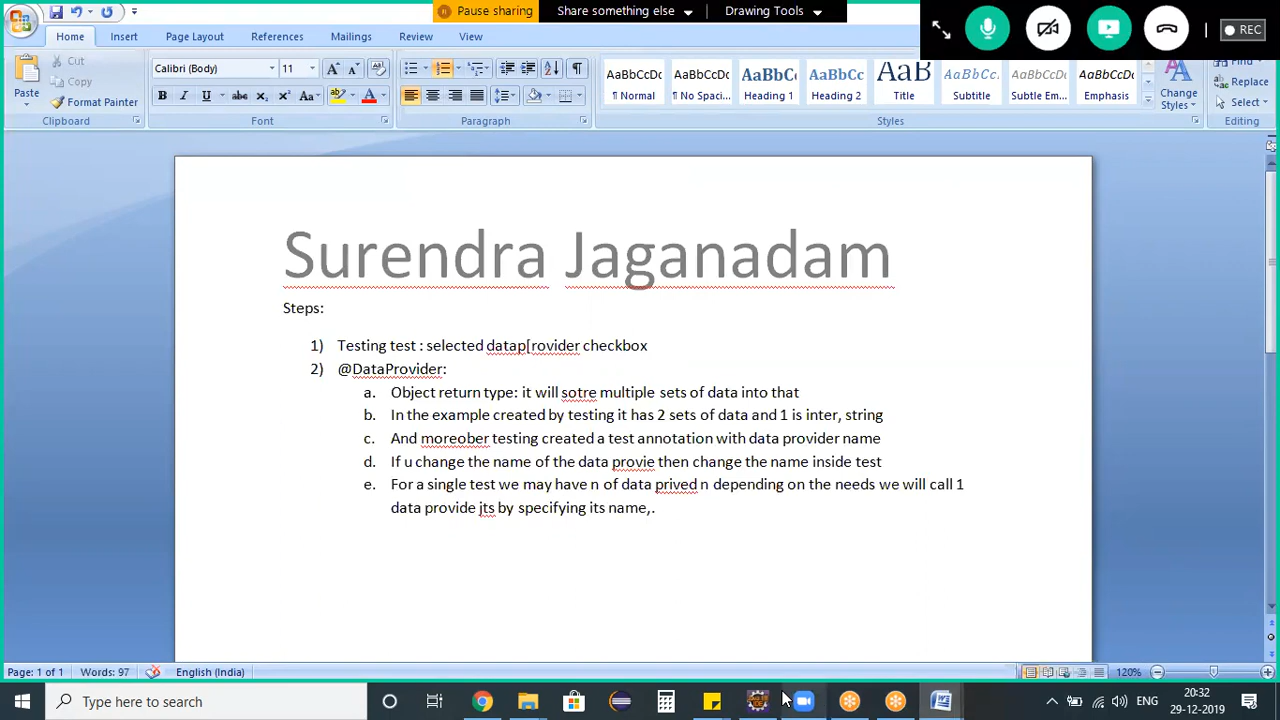 Pause sharing
Share something else
Drawing Tools
REC
Home
Insert
Page Layout
References
Mailings
Review
View
Paste
Cut
Copy
Format Painter
Clipboard
Calibri (Body)
11
Font
Paragraph
AaBbCcDc
¶ Normal
AaBbCcDc
¶ No Spaci...
AaBbCc
Heading 1
AaBbCc
Heading 2
AaB
Title
AaBbCc.
Subtitle
AaBbCcDc
Subtle Em...
AaBbCcDc
Emphasis
Styles
Change
Styles
Find
Replace
Select
Editing
Surendra Jaganadam
Steps:
1) Testing test : selected datap[rovider checkbox
2) @DataProvider:
a. Object return type: it will sotre multiple sets of data into that
b. In the example created by testing it has 2 sets of data and 1 is inter, string
c. And moreober testing created a test annotation with data provider name
d. If u change the name of the data provie then change the name inside test
e. For a single test we may have n of data prived n depending on the needs we will call 1
data provide jts by specifying its name,.
Page: 1 of 1
Words: 97
English (India)
120%
Type here to search
ENG
20:32
29-12-2019